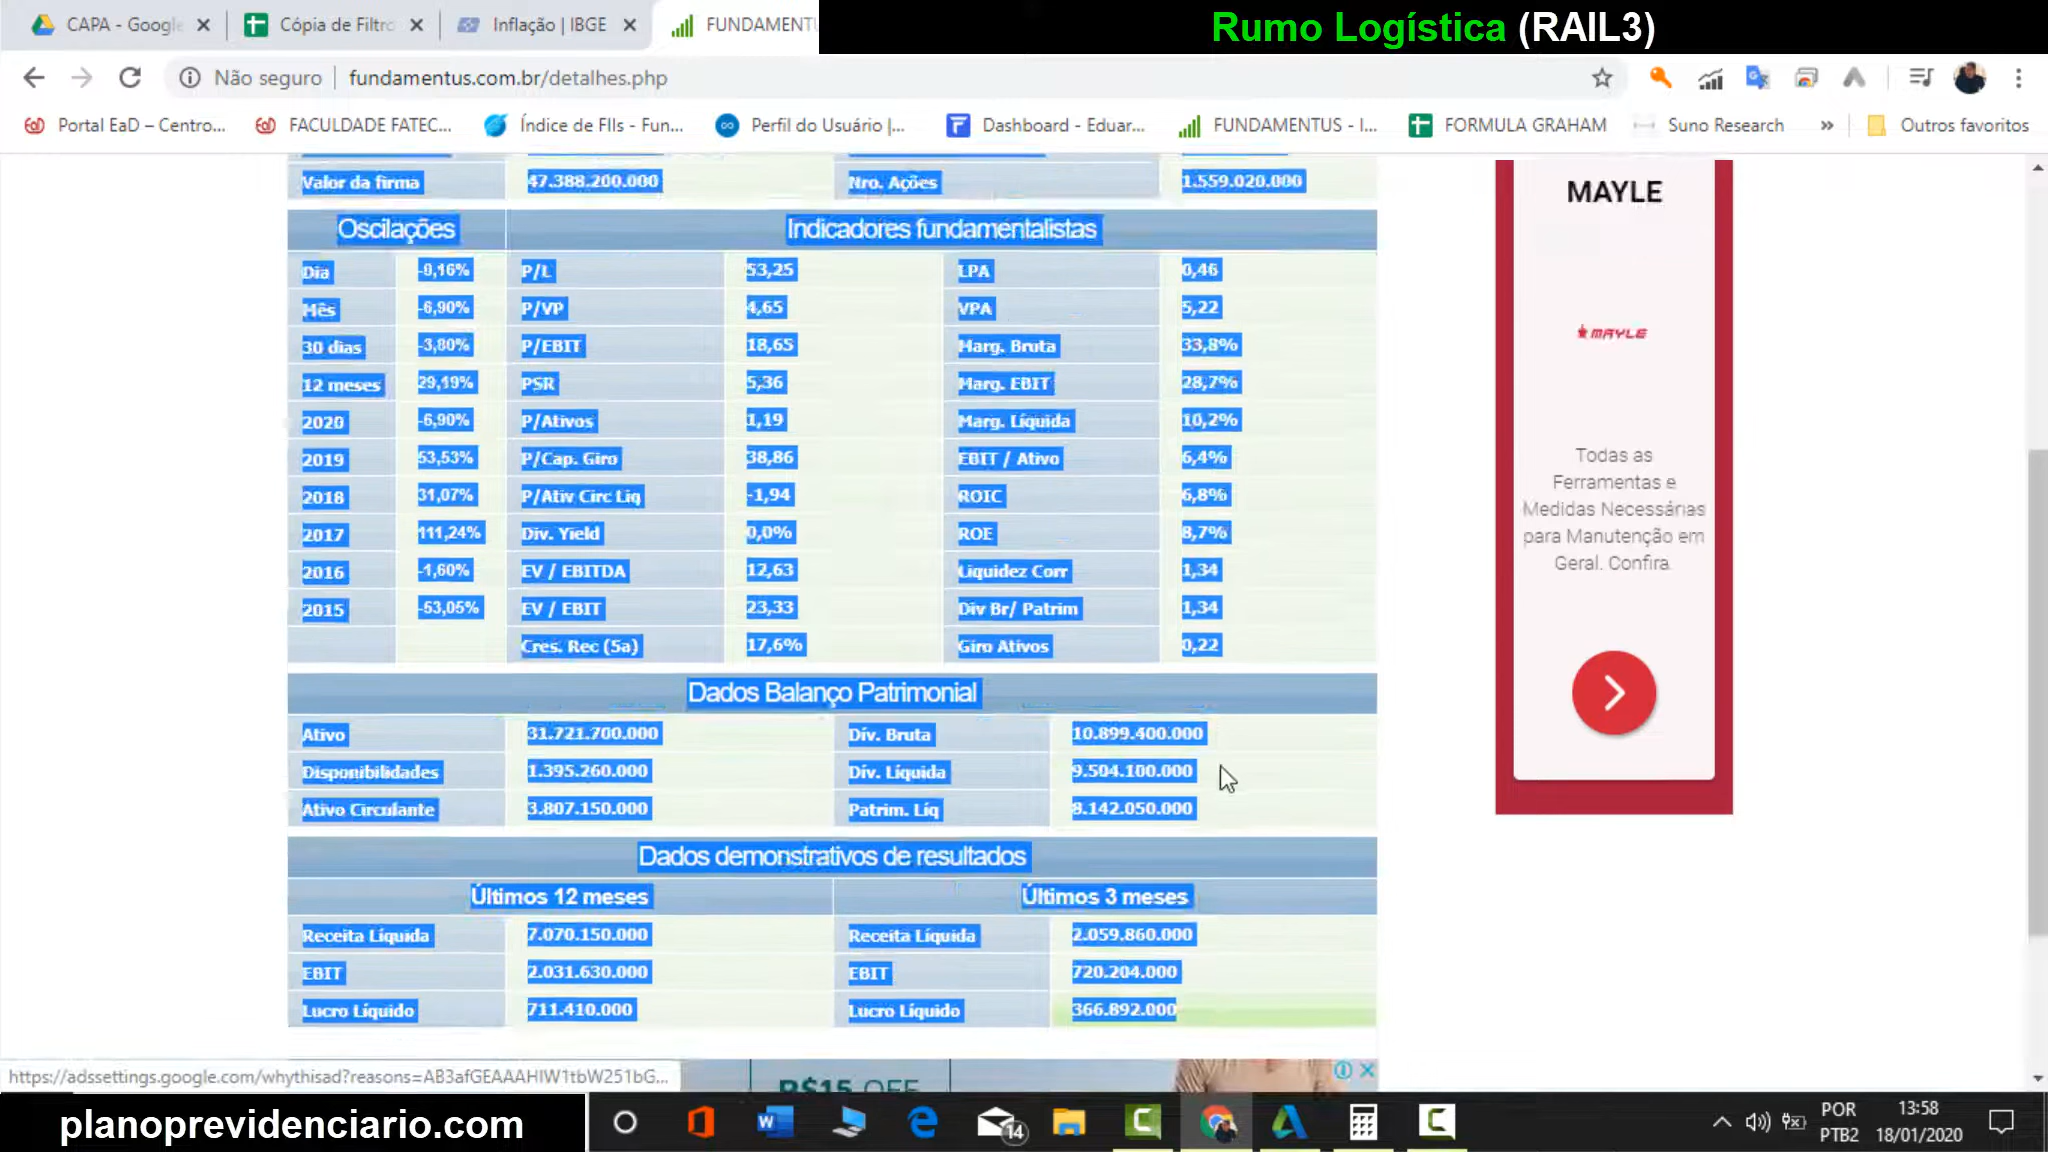 CAPA - Google
Cópia de Filtro
Inflação | IBGE
FUNDAMENTU
Rumo Logística (RAIL3)
Não seguro
fundamentus.com.br/detalhes.php
Portal EaD – Centro...
FACULDADE FATEC...
Índice de FIIs - Fun...
Perfil do Usuário |...
Dashboard - Eduar...
FUNDAMENTUS - I...
FORMULA GRAHAM
Suno Research
»
Outros favoritos
Valor da firma 47.388.200.000 Nro. Ações 1.559.020.000
Oscilações Indicadores fundamentalistas
Dia -0,16% P/L 53,25 LPA 0,46
Mês -6,90% P/VP 4,65 VPA 5,22
30 dias -3,80% P/EBIT 18,65 Marg. Bruta 33,8%
12 meses 29,19% PSR 5,36 Marg. EBIT 28,7%
2020 -6,90% P/Ativos 1,19 Marg. Líquida 10,2%
2019 53,53% P/Cap. Giro 38,86 EBIT / Ativo 6,4%
2018 31,07% P/Ativ Circ Liq -1,94 ROIC 6,8%
2017 111,24% Div. Yield 0,0% ROE 8,7%
2016 -1,60% EV / EBITDA 12,63 Liquidez Corr 1,34
2015 -53,05% EV / EBIT 23,33 Div Br/ Patrim 1,34
Cres. Rec (5a) 17,6% Giro Ativos 0,22
Dados Balanço Patrimonial
Ativo 31.721.700.000 Dív. Bruta 10.899.400.000
Disponibilidades 1.395.260.000 Dív. Líquida 9.504.100.000
Ativo Circulante 3.807.150.000 Patrim. Líq 8.142.050.000
Dados demonstrativos de resultados
Últimos 12 meses Últimos 3 meses
Receita Líquida 7.070.150.000 Receita Líquida 2.059.860.000
EBIT 2.031.630.000 EBIT 720.204.000
Lucro Líquido 711.410.000 Lucro Líquido 366.892.000
MAYLE
MAYLE
Todas as
Ferramentas e
Medidas Necessárias
para Manutenção em
Geral. Confira.
R$15 OFF
https://adssettings.google.com/whythisad?reasons=AB3afGEAAAHIW1tbW251bG...
planoprevidenciario.com
14
POR
PTB2
13:58
18/01/2020